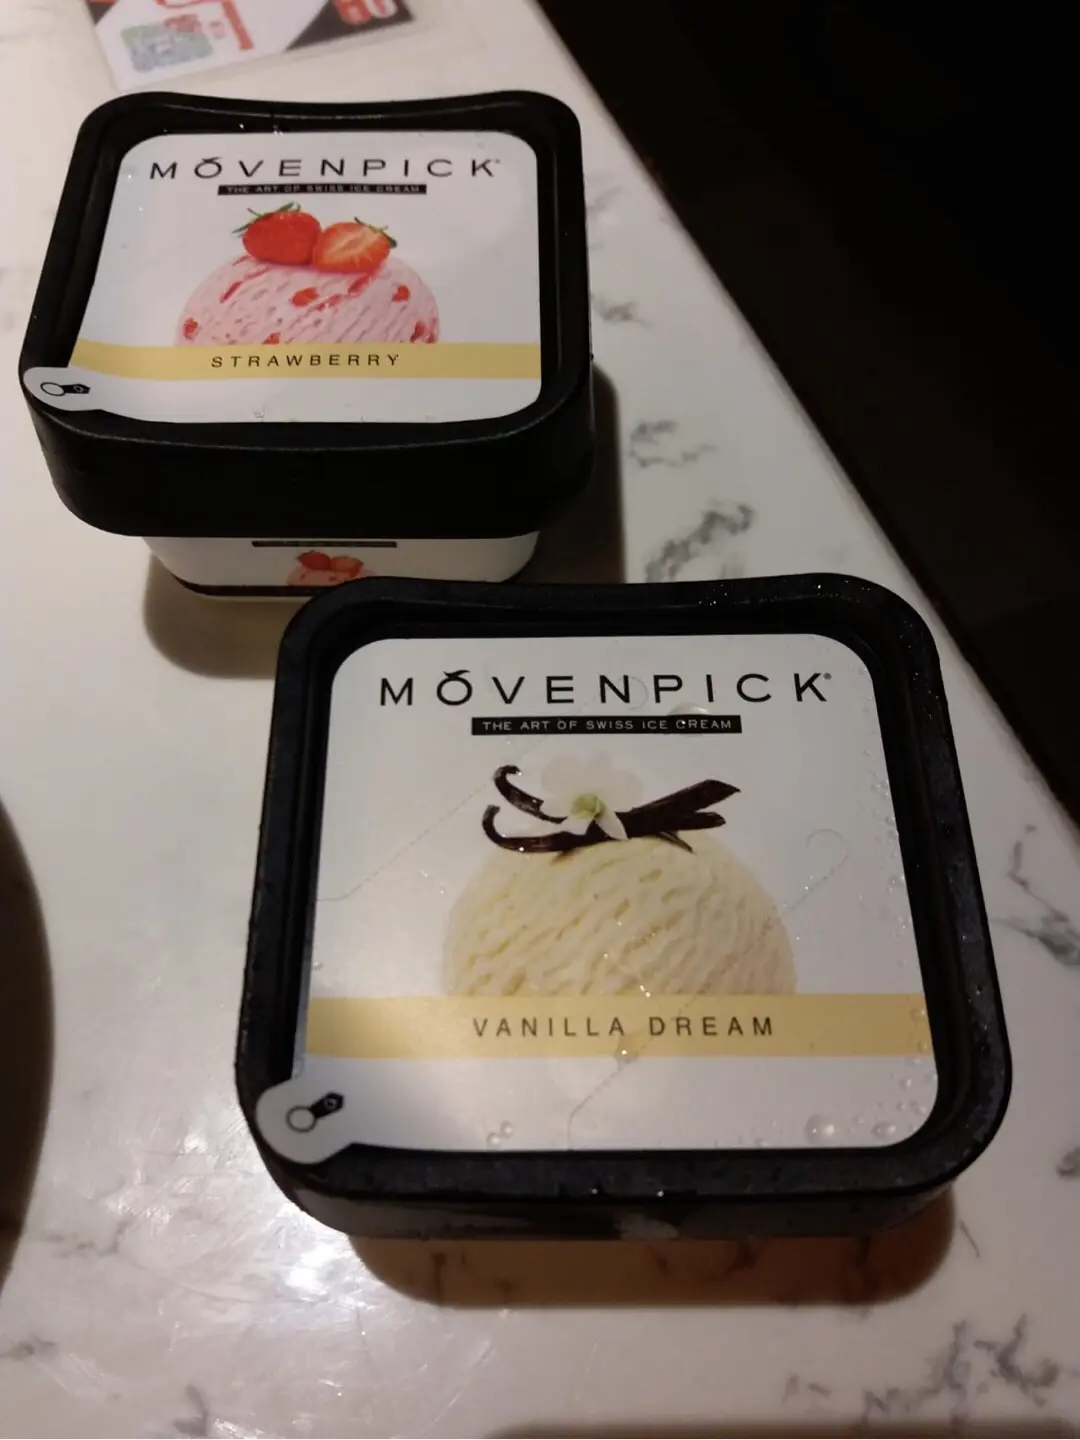 MÖVENPICK®
THE ART OF SWISS ICE CREAM
STRAWBERRY
MÖVENPICK®
THE ART OF SWISS ICE CREAM
VANILLA DREAM